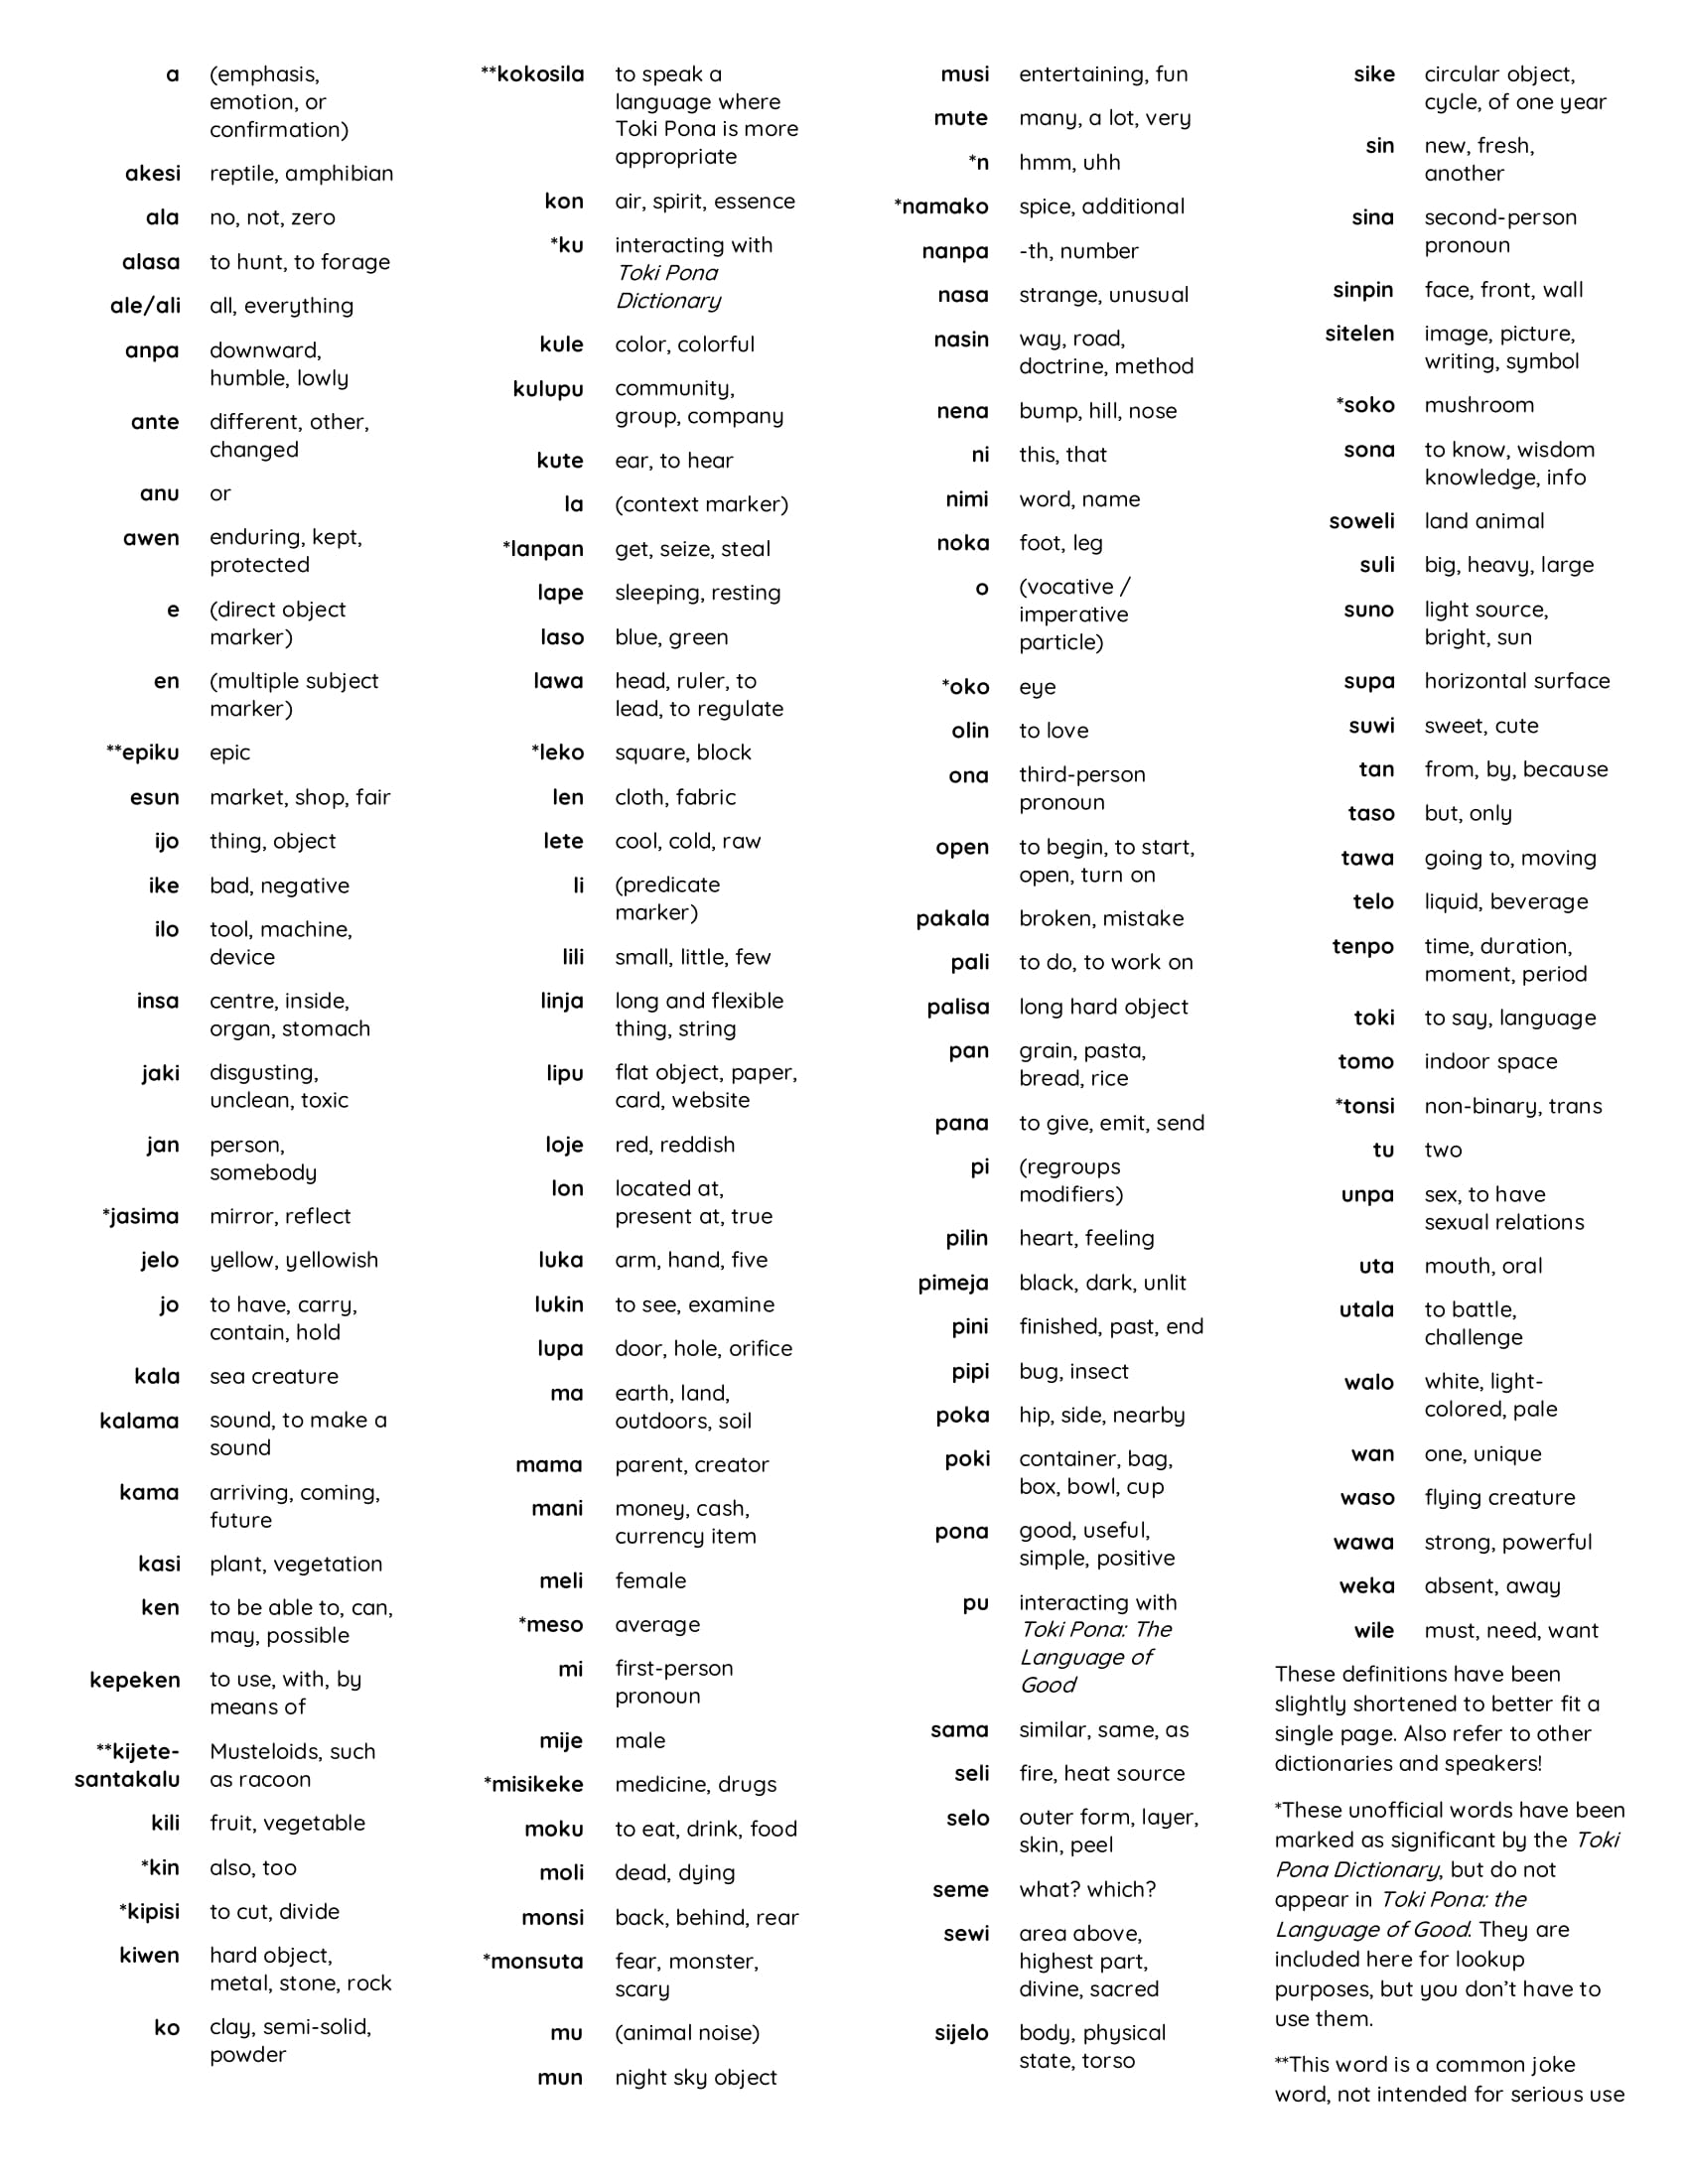 a (emphasis,
emotion, or
confirmation)
akesi reptile, amphibian
ala no, not, zero
alasa to hunt, to forage
ale/ali all, everything
anpa downward,
humble, lowly
ante different, other,
changed
anu or
awen enduring, kept,
protected
e (direct object
marker)
en (multiple subject
marker)
**epiku epic
esun market, shop, fair
ijo thing, object
ike bad, negative
ilo tool, machine,
device
insa centre, inside,
organ, stomach
jaki disgusting,
unclean, toxic
jan person,
somebody
*jasima mirror, reflect
jelo yellow, yellowish
jo to have, carry,
contain, hold
kala sea creature
kalama sound, to make a
sound
kama arriving, coming,
future
kasi plant, vegetation
ken to be able to, can,
may, possible
kepeken to use, with, by
means of
**kijete- Musteloids, such
santakalu as racoon
kili fruit, vegetable
*kin also, too
*kipisi to cut, divide
kiwen hard object,
metal, stone, rock
ko clay, semi-solid,
powder
**kokosila to speak a
language where
Toki Pona is more
appropriate
kon air, spirit, essence
*ku interacting with
Toki Pona
Dictionary
kule color, colorful
kulupu community,
group, company
kute ear, to hear
la (context marker)
*lanpan get, seize, steal
lape sleeping, resting
laso blue, green
lawa head, ruler, to
lead, to regulate
*leko square, block
len cloth, fabric
lete cool, cold, raw
li (predicate
marker)
lili small, little, few
linja long and flexible
thing, string
lipu flat object, paper,
card, website
loje red, reddish
lon located at,
present at, true
luka arm, hand, five
lukin to see, examine
lupa door, hole, orifice
ma earth, land,
outdoors, soil
mama parent, creator
mani money, cash,
currency item
meli female
*meso average
mi first-person
pronoun
mije male
*misikeke medicine, drugs
moku to eat, drink, food
moli dead, dying
monsi back, behind, rear
*monsuta fear, monster,
scary
mu (animal noise)
mun night sky object
musi entertaining, fun
mute many, a lot, very
*n hmm, uhh
*namako spice, additional
nanpa -th, number
nasa strange, unusual
nasin way, road,
doctrine, method
nena bump, hill, nose
ni this, that
nimi word, name
noka foot, leg
o (vocative /
imperative
particle)
*oko eye
olin to love
ona third-person
pronoun
open to begin, to start,
open, turn on
pakala broken, mistake
pali to do, to work on
palisa long hard object
pan grain, pasta,
bread, rice
pana to give, emit, send
pi (regroups
modifiers)
pilin heart, feeling
pimeja black, dark, unlit
pini finished, past, end
pipi bug, insect
poka hip, side, nearby
poki container, bag,
box, bowl, cup
pona good, useful,
simple, positive
pu interacting with
Toki Pona: The
Language of
Good
sama similar, same, as
seli fire, heat source
selo outer form, layer,
skin, peel
seme what? which?
sewi area above,
highest part,
divine, sacred
sijelo body, physical
state, torso
sike circular object,
cycle, of one year
sin new, fresh,
another
sina second-person
pronoun
sinpin face, front, wall
sitelen image, picture,
writing, symbol
*soko mushroom
sona to know, wisdom
knowledge, info
soweli land animal
suli big, heavy, large
suno light source,
bright, sun
supa horizontal surface
suwi sweet, cute
tan from, by, because
taso but, only
tawa going to, moving
telo liquid, beverage
tenpo time, duration,
moment, period
toki to say, language
tomo indoor space
*tonsi non-binary, trans
tu two
unpa sex, to have
sexual relations
uta mouth, oral
utala to battle,
challenge
walo white, light-
colored, pale
wan one, unique
waso flying creature
wawa strong, powerful
weka absent, away
wile must, need, want
These definitions have been
slightly shortened to better fit a
single page. Also refer to other
dictionaries and speakers!
*These unofficial words have been
marked as significant by the Toki
Pona Dictionary, but do not
appear in Toki Pona: the
Language of Good. They are
included here for lookup
purposes, but you don’t have to
use them.
**This word is a common joke
word, not intended for serious use